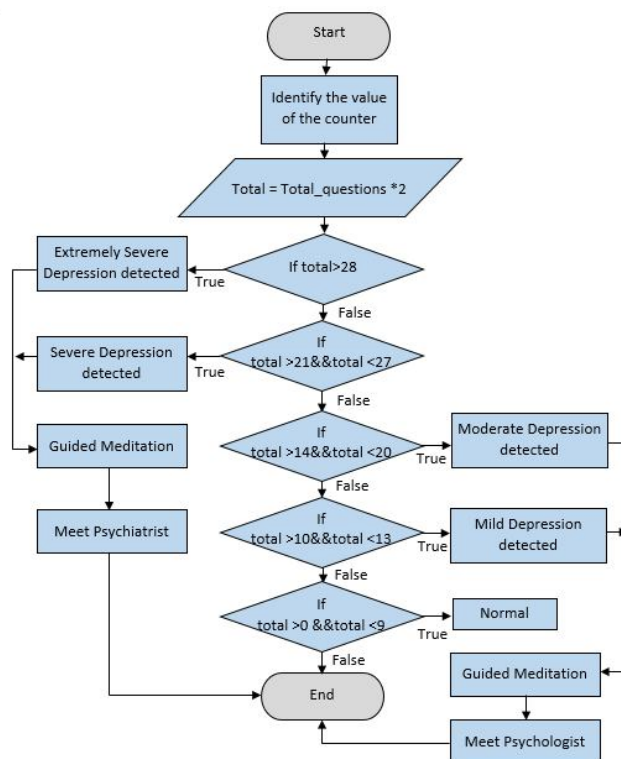 Start
Identify the value
of the counter
Total = Total_questions *2
If total>28
True
Extremely Severe
Depression detected
False
If
total >21&&total <27
True
Severe Depression
detected
False
If
total >14&&total <20
True
Moderate Depression
detected
Guided Meditation
False
Meet Psychiatrist
If
total >10&&total <13
True
Mild Depression
detected
False
If
total >0 &&total <9
True
Normal
False
End
Guided Meditation
Meet Psychologist